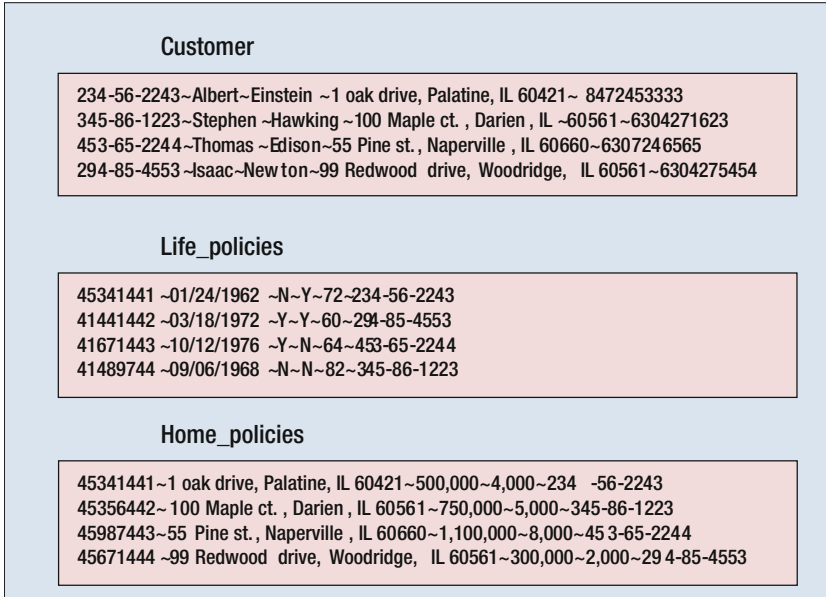 Customer
234-56-2243~Albert~Einstein ~1 oak drive, Palatine, IL 60421~ 8472453333
345-86-1223~Stephen ~Hawking ~100 Maple ct. , Darien , IL ~60561~6304271623
453-65-2244~Thomas ~Edison~55 Pine st. , Naperville , IL 60660~6307246565
294-85-4553~Isaac~New ton~99 Redwood drive, Woodridge, IL 60561~6304275454
Life_policies
45341441 ~01/24/1962 ~N~Y~72~234-56-2243
41441442 ~03/18/1972 ~Y~Y~60~294-85-4553
41671443 ~10/12/1976 ~Y~N~64~453-65-2244
41489744 ~09/06/1968 ~N~N~82~345-86-1223
Home_policies
45341441~1 oak drive, Palatine, IL 60421~500,000~4,000~234 -56-2243
45356442~ 100 Maple ct. , Darien , IL 60561~750,000~5,000~345-86-1223
45987443~55 Pine st. , Naperville , IL 60660~1,100,000~8,000~45 3-65-2244
45671444 ~99 Redwood drive, Woodridge, IL 60561~300,000~2,000~29 4-85-4553